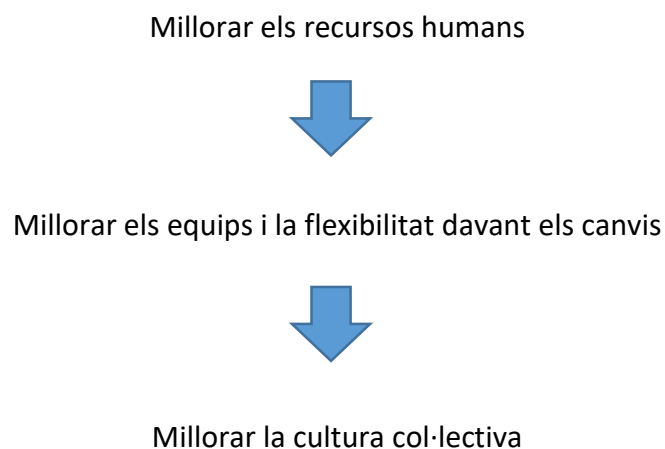 Millorar els recursos humans
Millorar els equips i la flexibilitat davant els canvis
Millorar la cultura col·lectiva